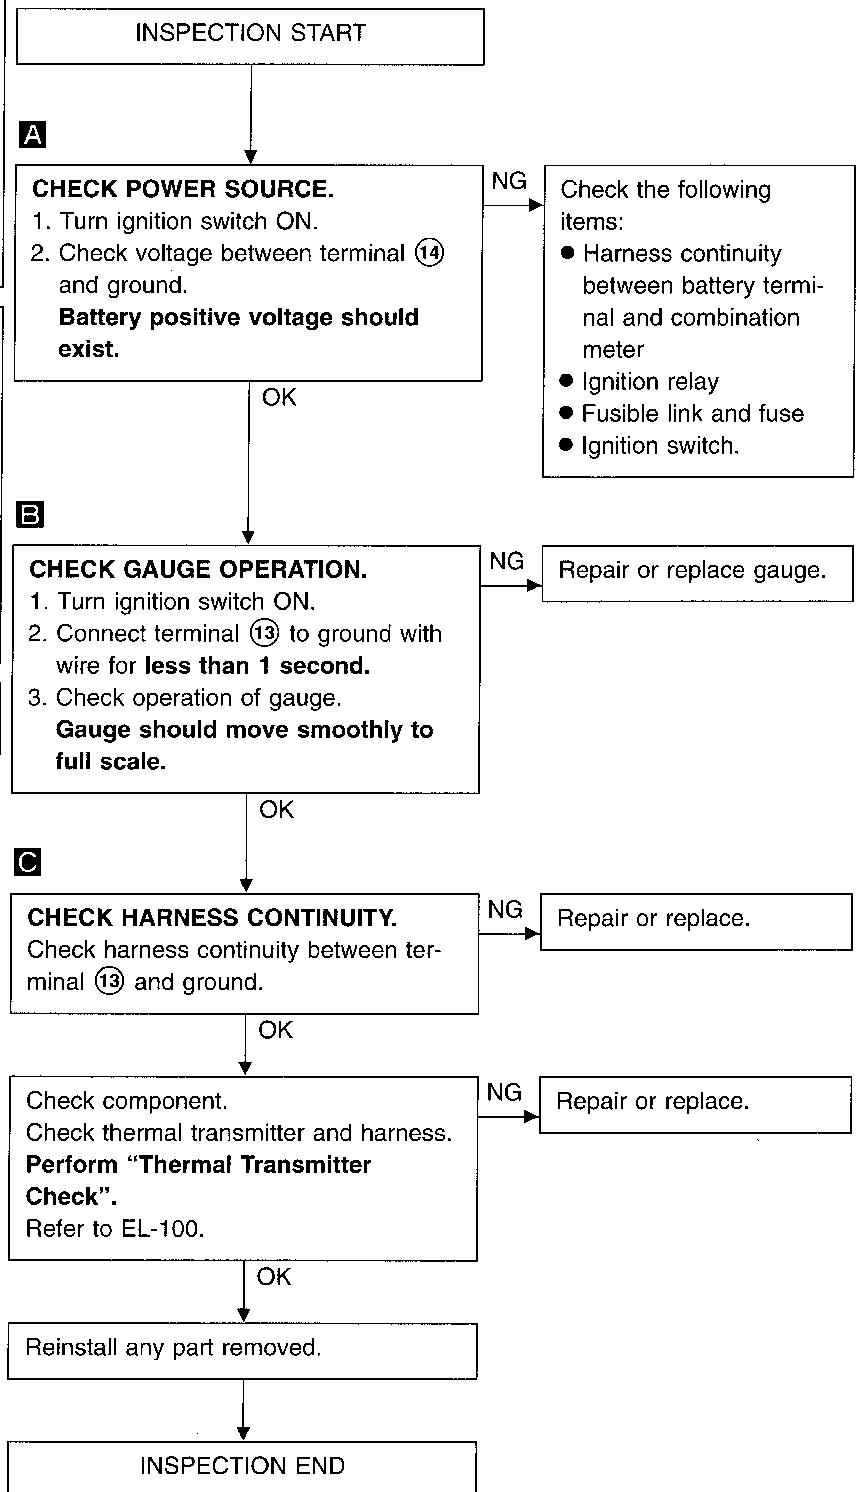 INSPECTION START
A
CHECK POWER SOURCE.
1. Turn ignition switch ON.
2. Check voltage between terminal ⑭
and ground.
Battery positive voltage should
exist.
NG
Check the following
items:
● Harness continuity
between battery termi-
nal and combination
meter
● Ignition relay
● Fusible link and fuse
● Ignition switch.
OK
B
CHECK GAUGE OPERATION.
1. Turn ignition switch ON.
2. Connect terminal ⑬ to ground with
wire for less than 1 second.
3. Check operation of gauge.
Gauge should move smoothly to
full scale.
NG
Repair or replace gauge.
OK
C
CHECK HARNESS CONTINUITY.
Check harness continuity between ter-
minal ⑬ and ground.
NG
Repair or replace.
OK
Check component.
Check thermal transmitter and harness.
Perform “Thermal Transmitter
Check”.
Refer to EL-100.
NG
Repair or replace.
OK
Reinstall any part removed.
INSPECTION END